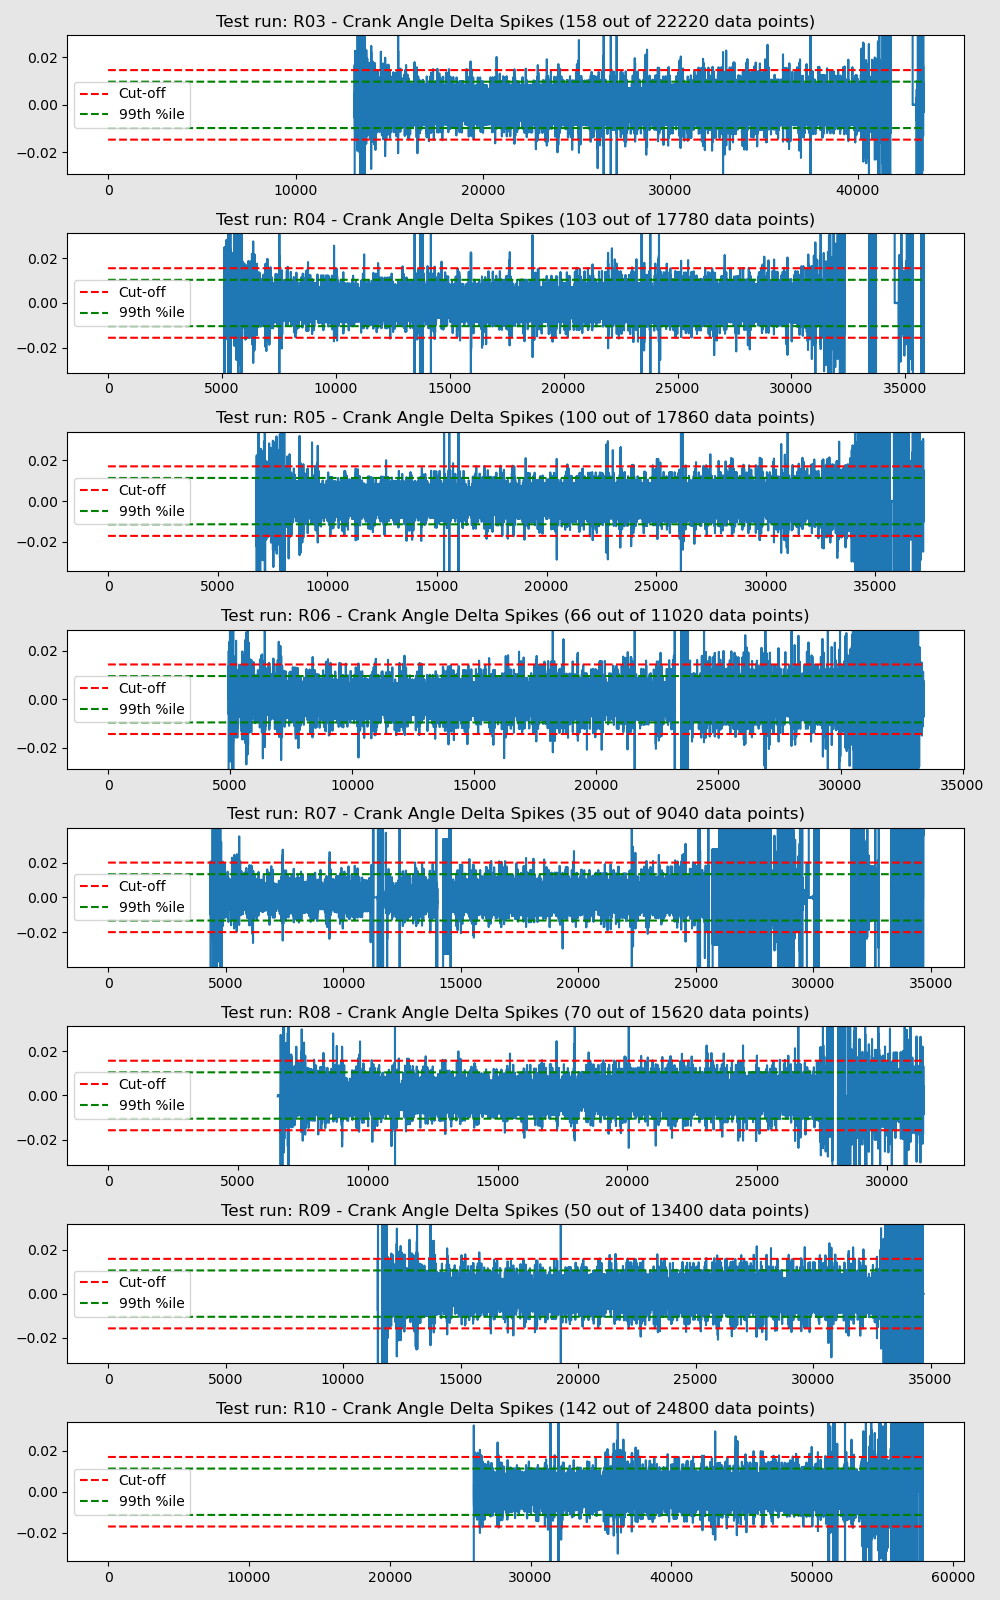 Test run: R03 - Crank Angle Delta Spikes (158 out of 22220 data points)
0.02
0.00
−0.02
Cut-off
99th %ile
0 10000 20000 30000 40000
Test run: R04 - Crank Angle Delta Spikes (103 out of 17780 data points)
0.02
0.00
−0.02
Cut-off
99th %ile
0 5000 10000 15000 20000 25000 30000 35000
Test run: R05 - Crank Angle Delta Spikes (100 out of 17860 data points)
0.02
0.00
−0.02
Cut-off
99th %ile
0 5000 10000 15000 20000 25000 30000 35000
Test run: R06 - Crank Angle Delta Spikes (66 out of 11020 data points)
0.02
0.00
−0.02
Cut-off
99th %ile
0 5000 10000 15000 20000 25000 30000 35000
Test run: R07 - Crank Angle Delta Spikes (35 out of 9040 data points)
0.02
0.00
−0.02
Cut-off
99th %ile
0 5000 10000 15000 20000 25000 30000 35000
Test run: R08 - Crank Angle Delta Spikes (70 out of 15620 data points)
0.02
0.00
−0.02
Cut-off
99th %ile
0 5000 10000 15000 20000 25000 30000
Test run: R09 - Crank Angle Delta Spikes (50 out of 13400 data points)
0.02
0.00
−0.02
Cut-off
99th %ile
0 5000 10000 15000 20000 25000 30000 35000
Test run: R10 - Crank Angle Delta Spikes (142 out of 24800 data points)
0.02
0.00
−0.02
Cut-off
99th %ile
0 10000 20000 30000 40000 50000 60000